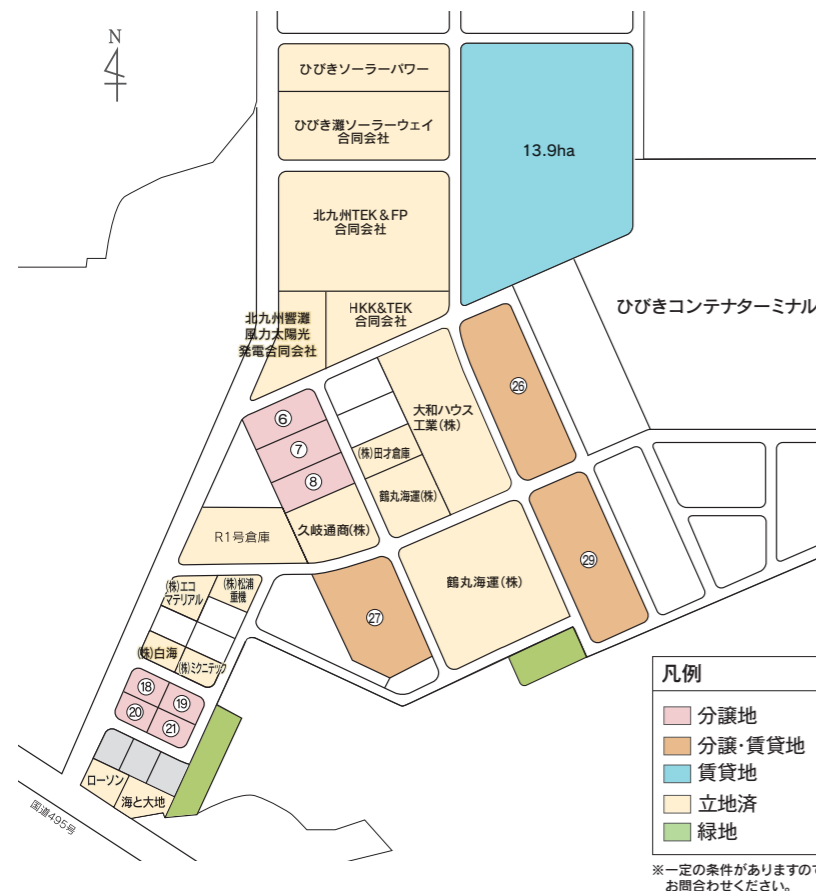 N
ひびきソーラーパワー
ひびき灘ソーラーウェイ
合同会社
13.9ha
北九州TEK＆FP
合同会社
ひびきコンテナターミナル
北九州響灘
風力太陽光
発電合同会社
HKK&TEK
合同会社
㉖
大和ハウス
工業(株)
⑥
⑦
⑧
(株)田才倉庫
鶴丸海運(株)
R1号倉庫
久岐通商(株)
鶴丸海運(株)
㉙
(株)エコ
マテリアル
(株)松浦
重機
㉗
(株)白海
(株)ミクニテック
⑱
⑲
⑳
㉑
ローソン
海と大地
国道495号
凡例
分譲地
分譲・賃貸地
賃貸地
立地済
緑地
※一定の条件がありますので
お問合わせください。